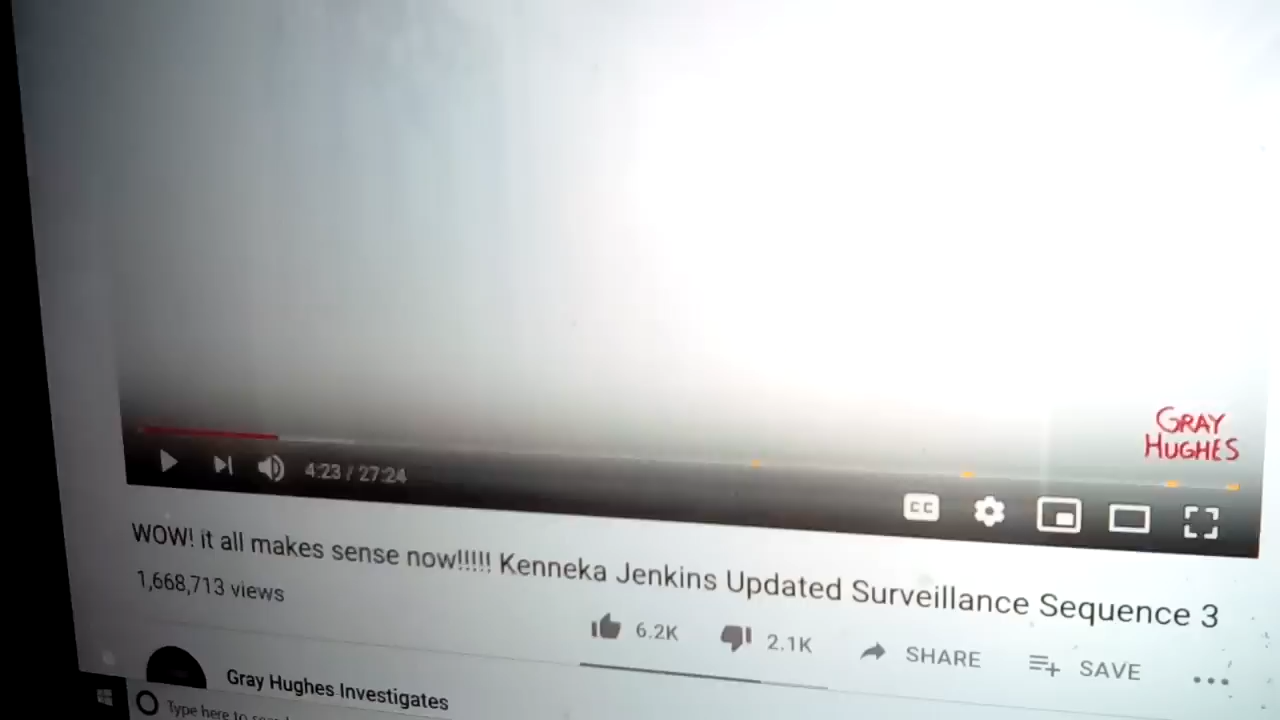 GRAY
HUGHES
4:23 / 27:24
CC
WOW! it all makes sense now!!!!! Kenneka Jenkins Updated Surveillance Sequence 3
1,668,713 views
6.2K
2.1K
SHARE
SAVE
Gray Hughes Investigates
Type here to